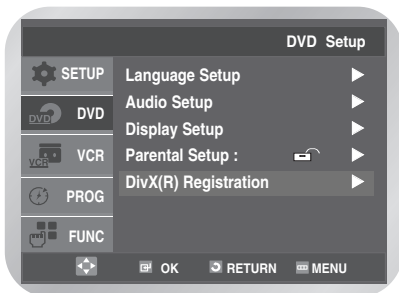 DVD Setup
SETUP
DVD
VCR
PROG
FUNC
Language Setup
Audio Setup
Display Setup
Parental Setup :
DivX(R) Registration
DVD
VCR
OK
RETURN
MENU